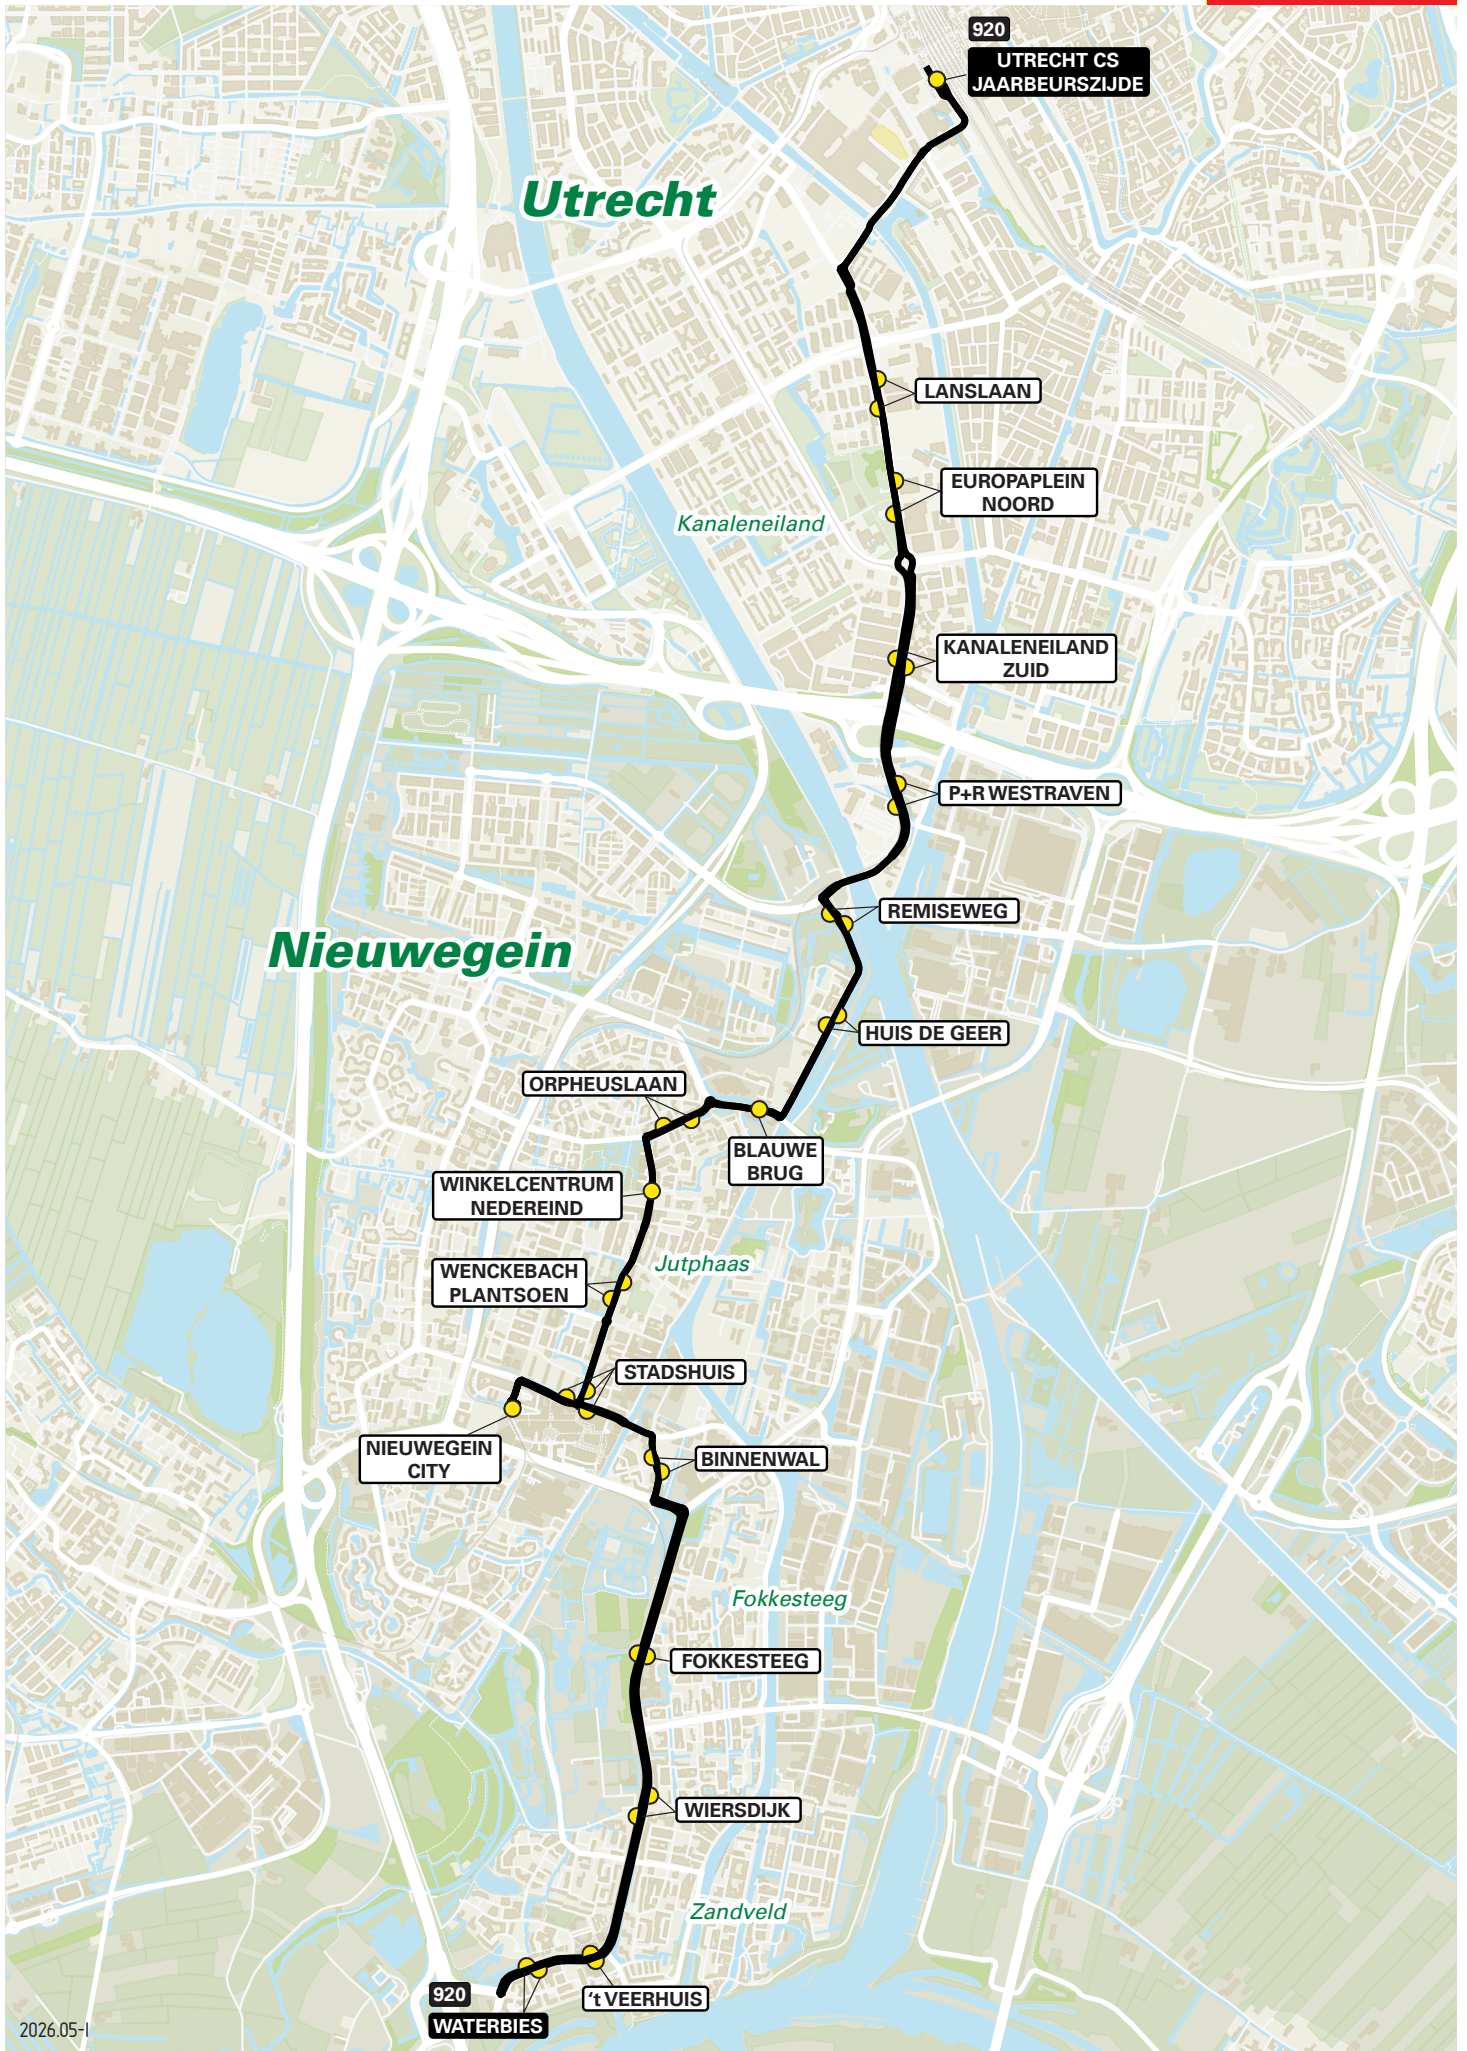 920
UTRECHT CS
JAARBEURSZIJDE
Utrecht
LANSLAAN
EUROPAPLEIN
NOORD
Kanaleneiland
KANALENEILAND
ZUID
P+R WESTRAVEN
REMISEWEG
Nieuwegein
HUIS DE GEER
ORPHEUSLAAN
BLAUWE
BRUG
WINKELCENTRUM
NEDEREIND
Jutphaas
WENCKEBACH
PLANTSOEN
STADSHUIS
NIEUWEGEIN
CITY
BINNENWAL
Fokkesteeg
FOKKESTEEG
WIERSDIJK
Zandveld
920
't VEERHUIS
WATERBIES
2026.05-I